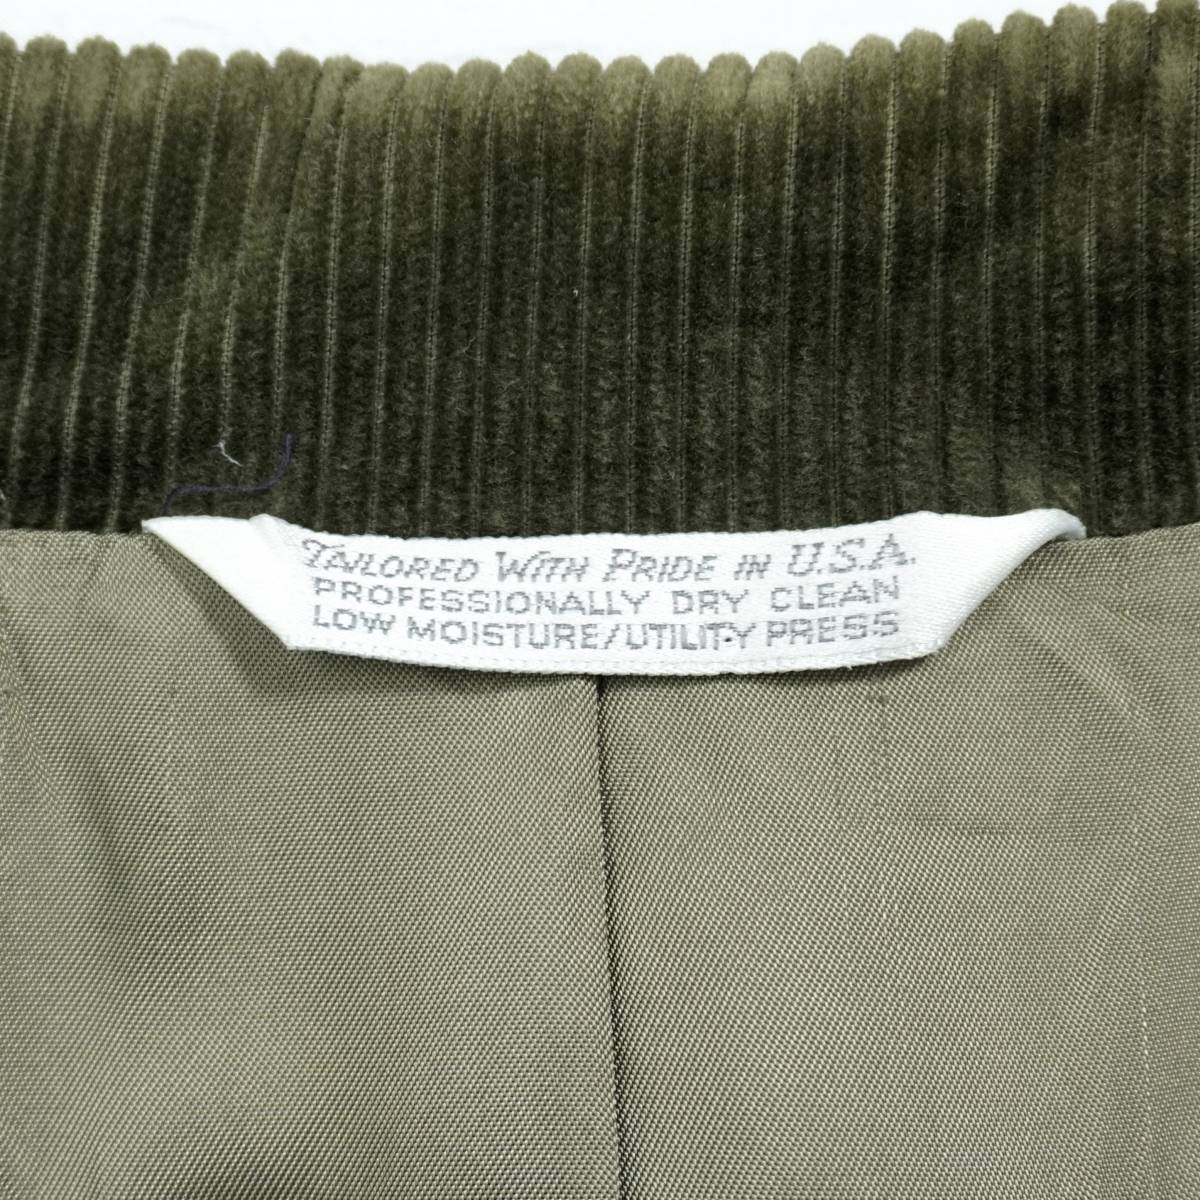 TAILORED WITH PRIDE IN U.S.A.
PROFESSIONALLY DRY CLEAN
LOW MOISTURE/UTILITY PRESS